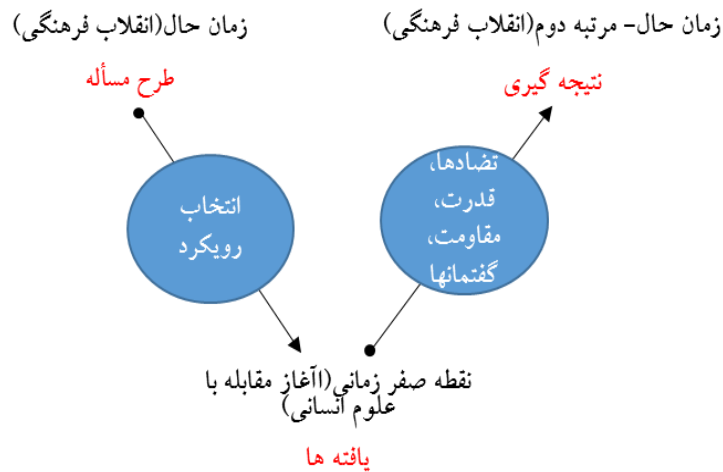 زمان حال- مرتبه دوم(انقلاب فرهنگی)
زمان حال(انقلاب فرهنگی)
نتیجه گیری
طرح مسأله
تضادها،
قدرت،
مقاومت،
گفتمانها
انتخاب
رویکرد
نقطه صفر زمانی(اآغاز مقابله با
علوم انسانی)
یافته ها